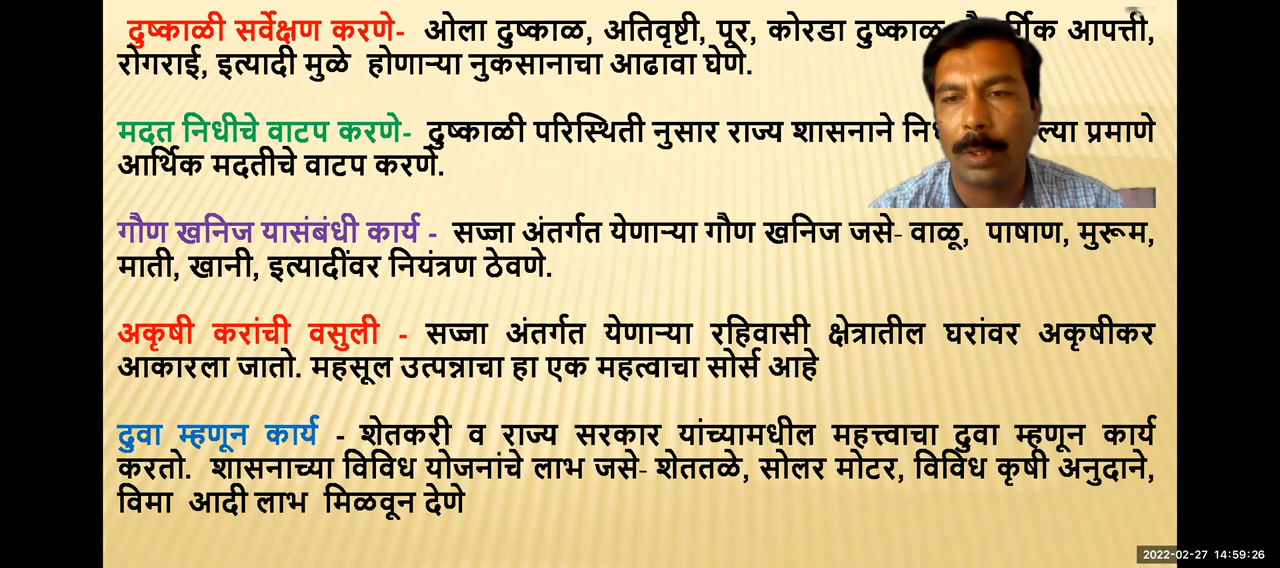 दुष्काळी सर्वेक्षण करणे- ओला दुष्काळ, अतिवृष्टी, पूर, कोरडा दुष्काळ आपत्ती,
रोगराई, इत्यादी मुळे होणाऱ्या नुकसानाचा आढावा घेणे.
मदत निधीचे वाटप करणे- दुष्काळी परिस्थिती नुसार राज्य शासनाने प्रमाणे
आर्थिक मदतीचे वाटप करणे.
गौण खनिज यासंबंधी कार्य - सज्जा अंतर्गत येणाऱ्या गौण खनिज जसे- वाळू, पाषाण, मुरूम,
माती, खानी, इत्यादींवर नियंत्रण ठेवणे.
अकृषी करांची वसुली - सज्जा अंतर्गत येणाऱ्या रहिवासी क्षेत्रातील घरांवर अकृषीकर
आकारला जातो. महसूल उत्पन्नाचा हा एक महत्वाचा सोर्स आहे
दुवा म्हणून कार्य - शेतकरी व राज्य सरकार यांच्यामधील महत्त्वाचा दुवा म्हणून कार्य
करतो. शासनाच्या विविध योजनांचे लाभ जसे- शेततळे, सोलर मोटर, विविध कृषी अनुदाने,
विमा आदी लाभ मिळवून देणे
2022-02-27 14:59:26